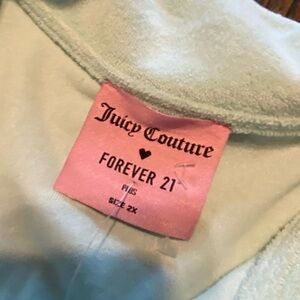 Juicy Couture
FOREVER 21
PLUS
SIZE 2X